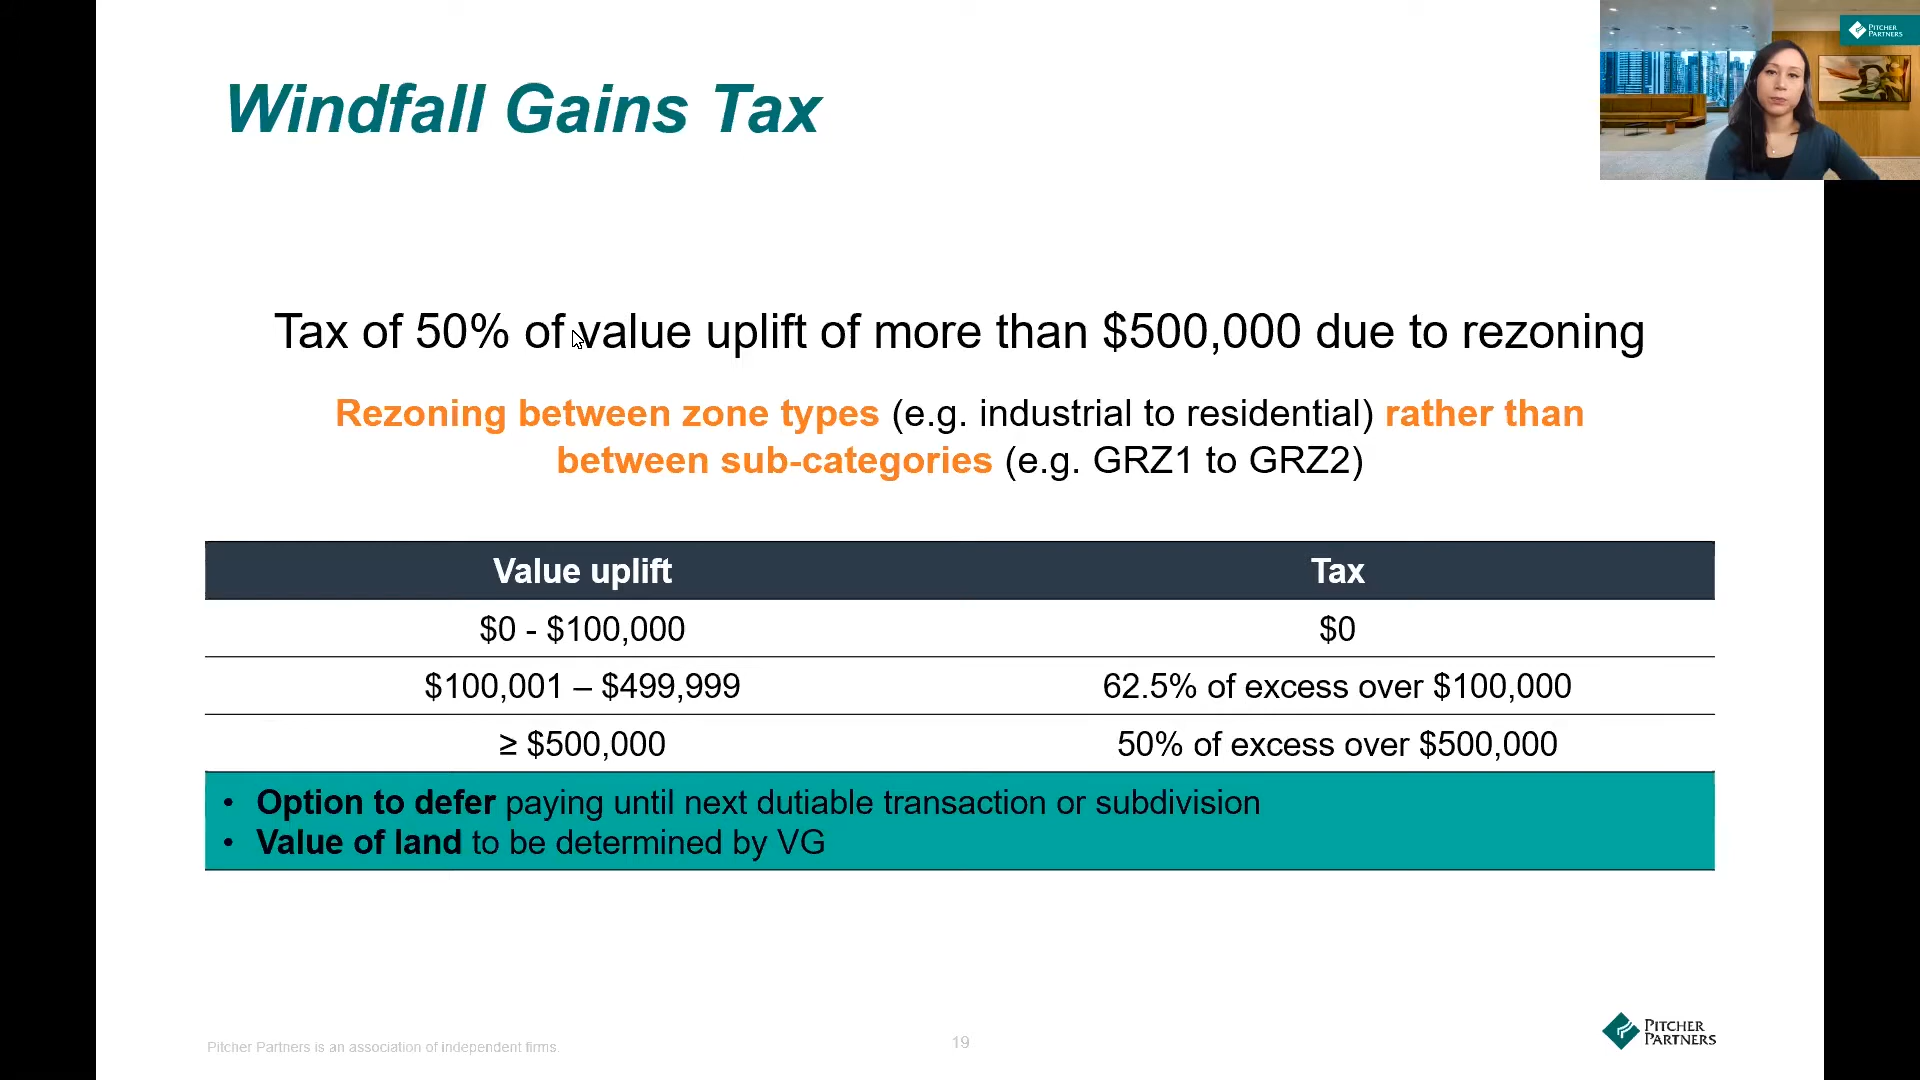 Windfall Gains Tax
PITCHER
PARTNERS
Tax of 50% of value uplift of more than $500,000 due to rezoning
Rezoning between zone types (e.g. industrial to residential) rather than
between sub-categories (e.g. GRZ1 to GRZ2)
Value uplift Tax
$0 - $100,000 $0
$100,001 – $499,999 62.5% of excess over $100,000
≥ $500,000 50% of excess over $500,000
• Option to defer paying until next dutiable transaction or subdivision
• Value of land to be determined by VG
Pitcher Partners is an association of independent firms.
19
PITCHER
PARTNERS